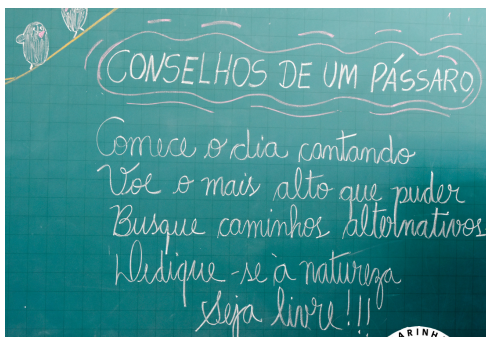 CONSELHOS DE UM PÁSSARO
Comece o dia cantando
Voe o mais alto que puder
Busque caminhos alternativos
Dedique-se à natureza
Seja livre!!!